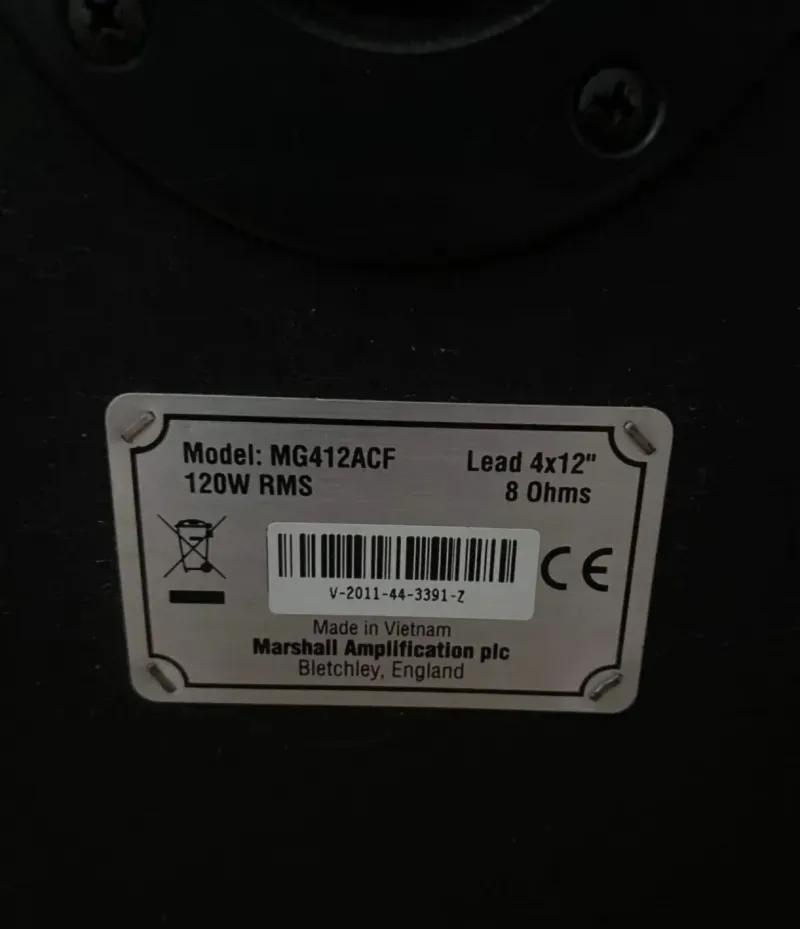 Model: MG412ACF
Lead 4x12"
120W RMS
8 Ohms
CE
V-2011-44-3391-Z
Made in Vietnam
Marshall Amplification plc
Bletchley, England